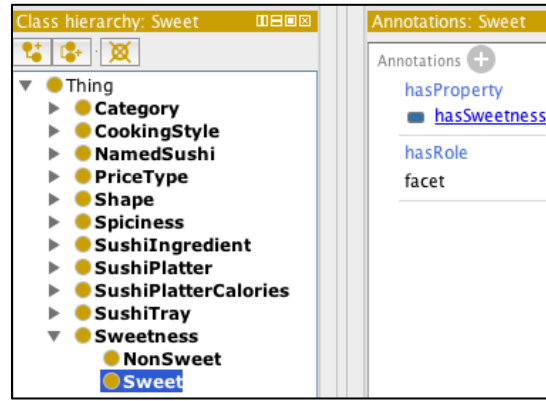 Class hierarchy: Sweet
Thing
Category
CookingStyle
NamedSushi
PriceType
Shape
Spiciness
SushiIngredient
SushiPlatter
SushiPlatterCalories
SushiTray
Sweetness
NonSweet
Sweet
Annotations: Sweet
Annotations
hasProperty
hasSweetness
hasRole
facet